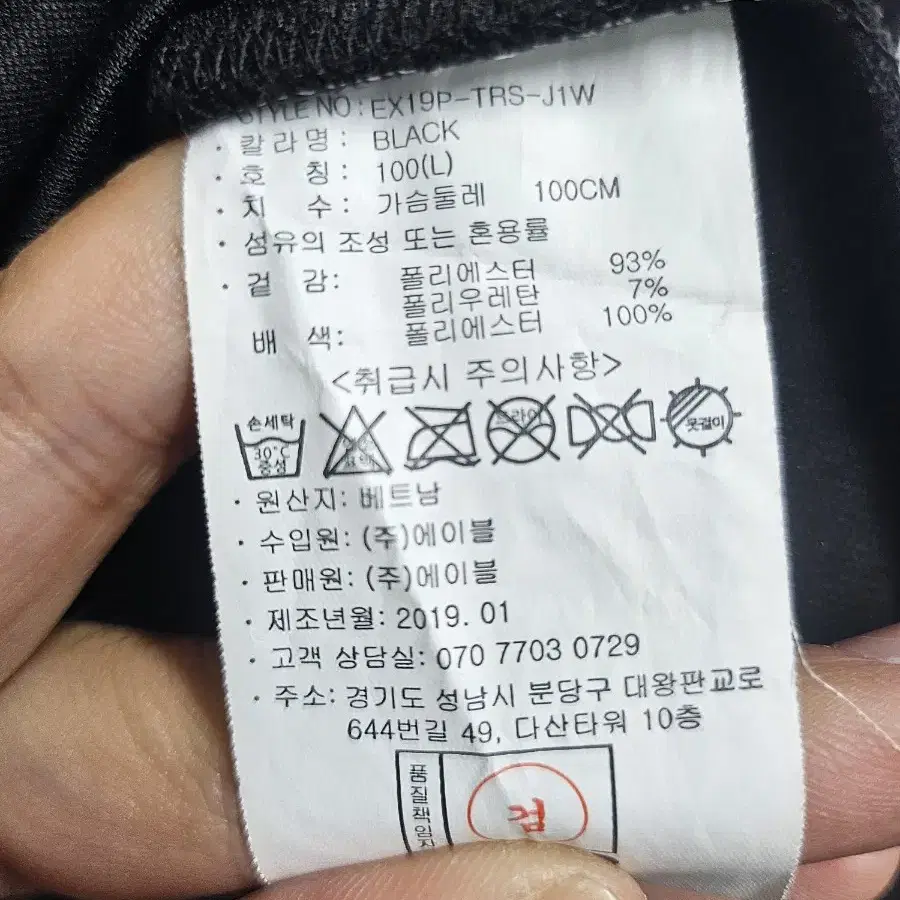 STYLE NO : EX19P-TRS-J1W
· 칼라명 : BLACK
· 호 칭 : 100(L)
· 치 수 : 가슴둘레 100CM
· 섬유의 조성 또는 혼용률
· 겉 감: 폴리에스터 93%
폴리우레탄 7%
배 색: 폴리에스터 100%
<취급시 주의사항>
손세탁 30℃ 중성
드라이
옷걸이
· 원산지: 베트남
· 수입원: (주)에이블
· 판매원: (주)에이블
· 제조년월: 2019. 01
· 고객 상담실: 070 7703 0729
· 주소: 경기도 성남시 분당구 대왕판교로
644번길 49, 다산타워 10층
품질책임자
검